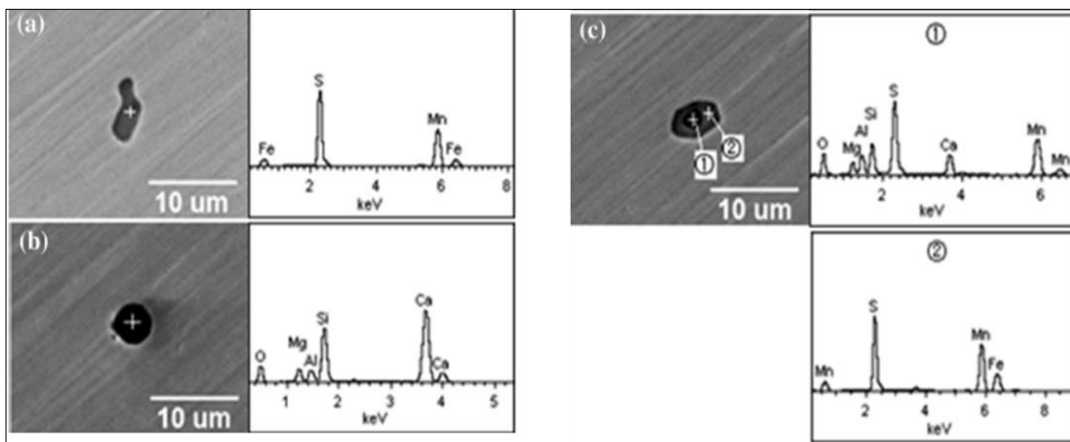 (a)
10 um
S
Mn
Fe
Fe
2 4 6 8
keV
(b)
10 um
Ca
Si
Mg
Al
O
Ca
1 2 3 4 5
keV
(c)
①
②
10 um
①
S
Si
Al
O
Mg
Ca
Mn
Mn
2 4 6
keV
②
S
Mn
Mn
Fe
2 4 6 8
keV